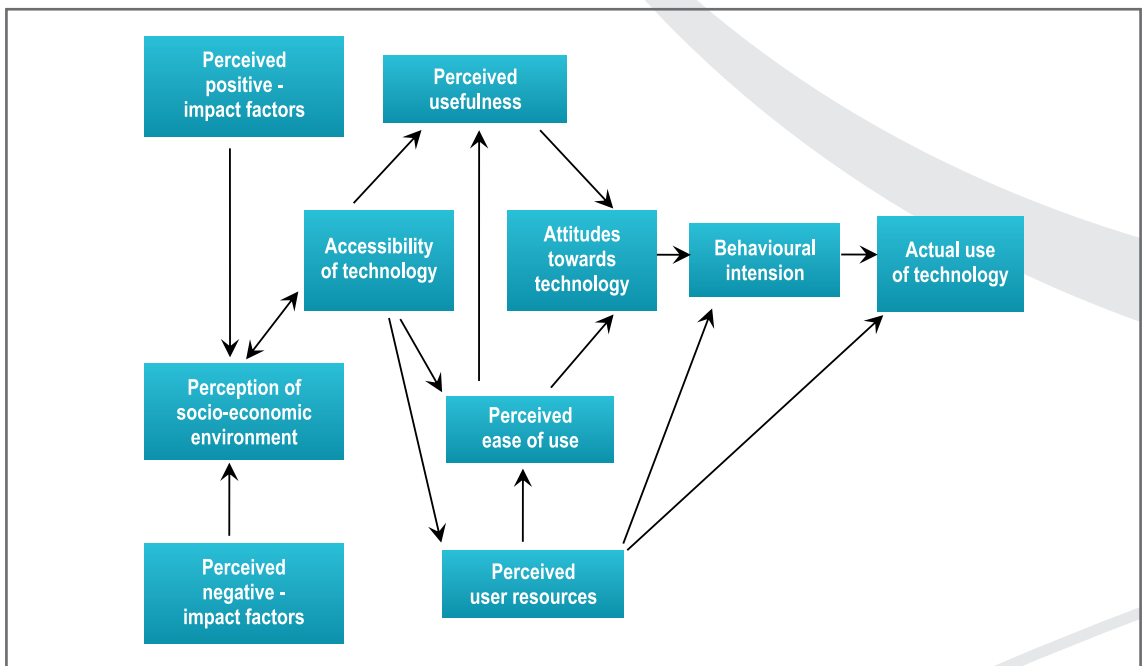 Perceived
positive -
impact factors
Perceived
usefulness
Accessibility
of technology
Attitudes
towards
technology
Behavioural
intension
Actual use
of technology
Perception of
socio-economic
environment
Perceived
ease of use
Perceived
negative -
impact factors
Perceived
user resources